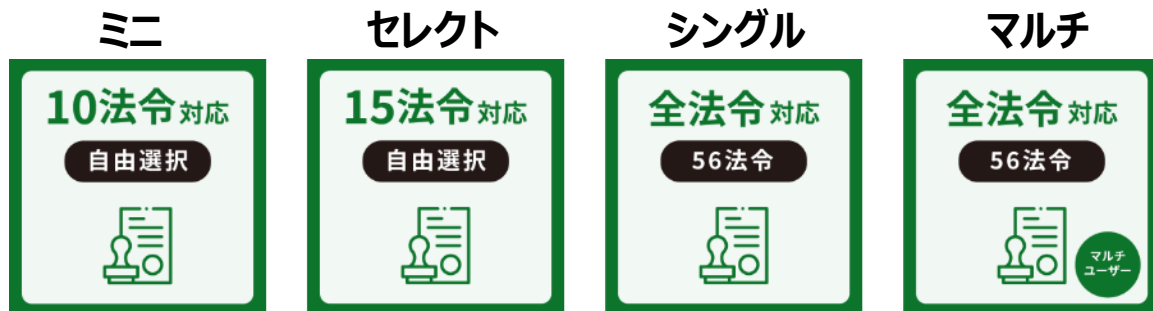 ミニ
10法令対応
自由選択
セレクト
15法令対応
自由選択
シングル
全法令対応
56法令
マルチ
全法令対応
56法令
マルチ
ユーザー